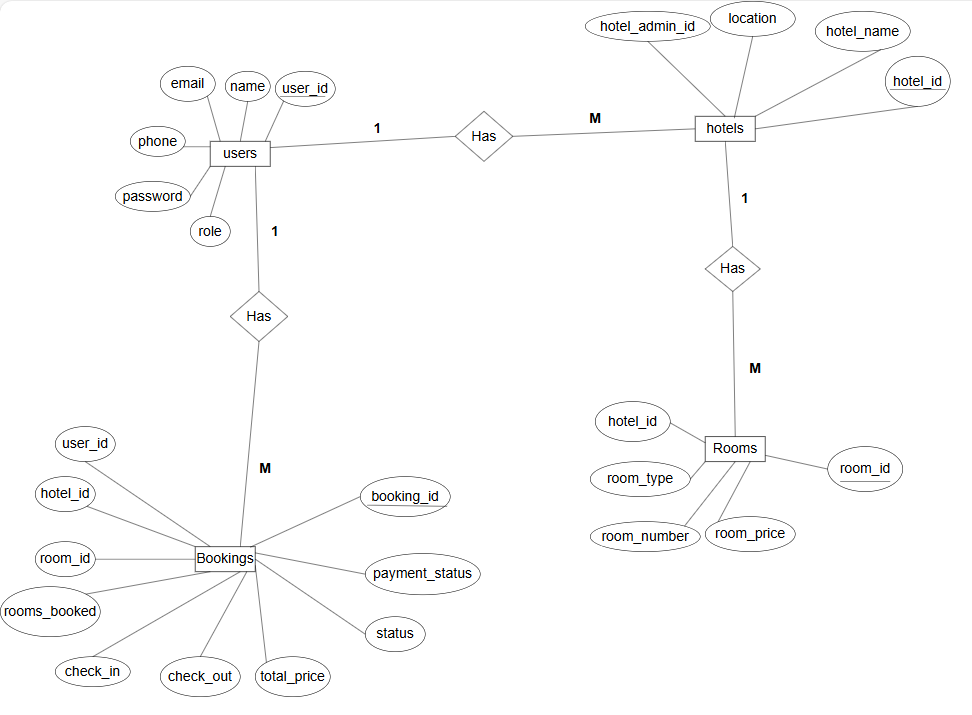 location
hotel_admin_id
hotel_name
email
name
user_id
hotel_id
1
M
users
Has
hotels
phone
password
1
role
1
Has
Has
M
hotel_id
user_id
Rooms
M
room_id
room_type
hotel_id
booking_id
room_number
room_price
room_id
Bookings
payment_status
rooms_booked
status
check_in
check_out
total_price